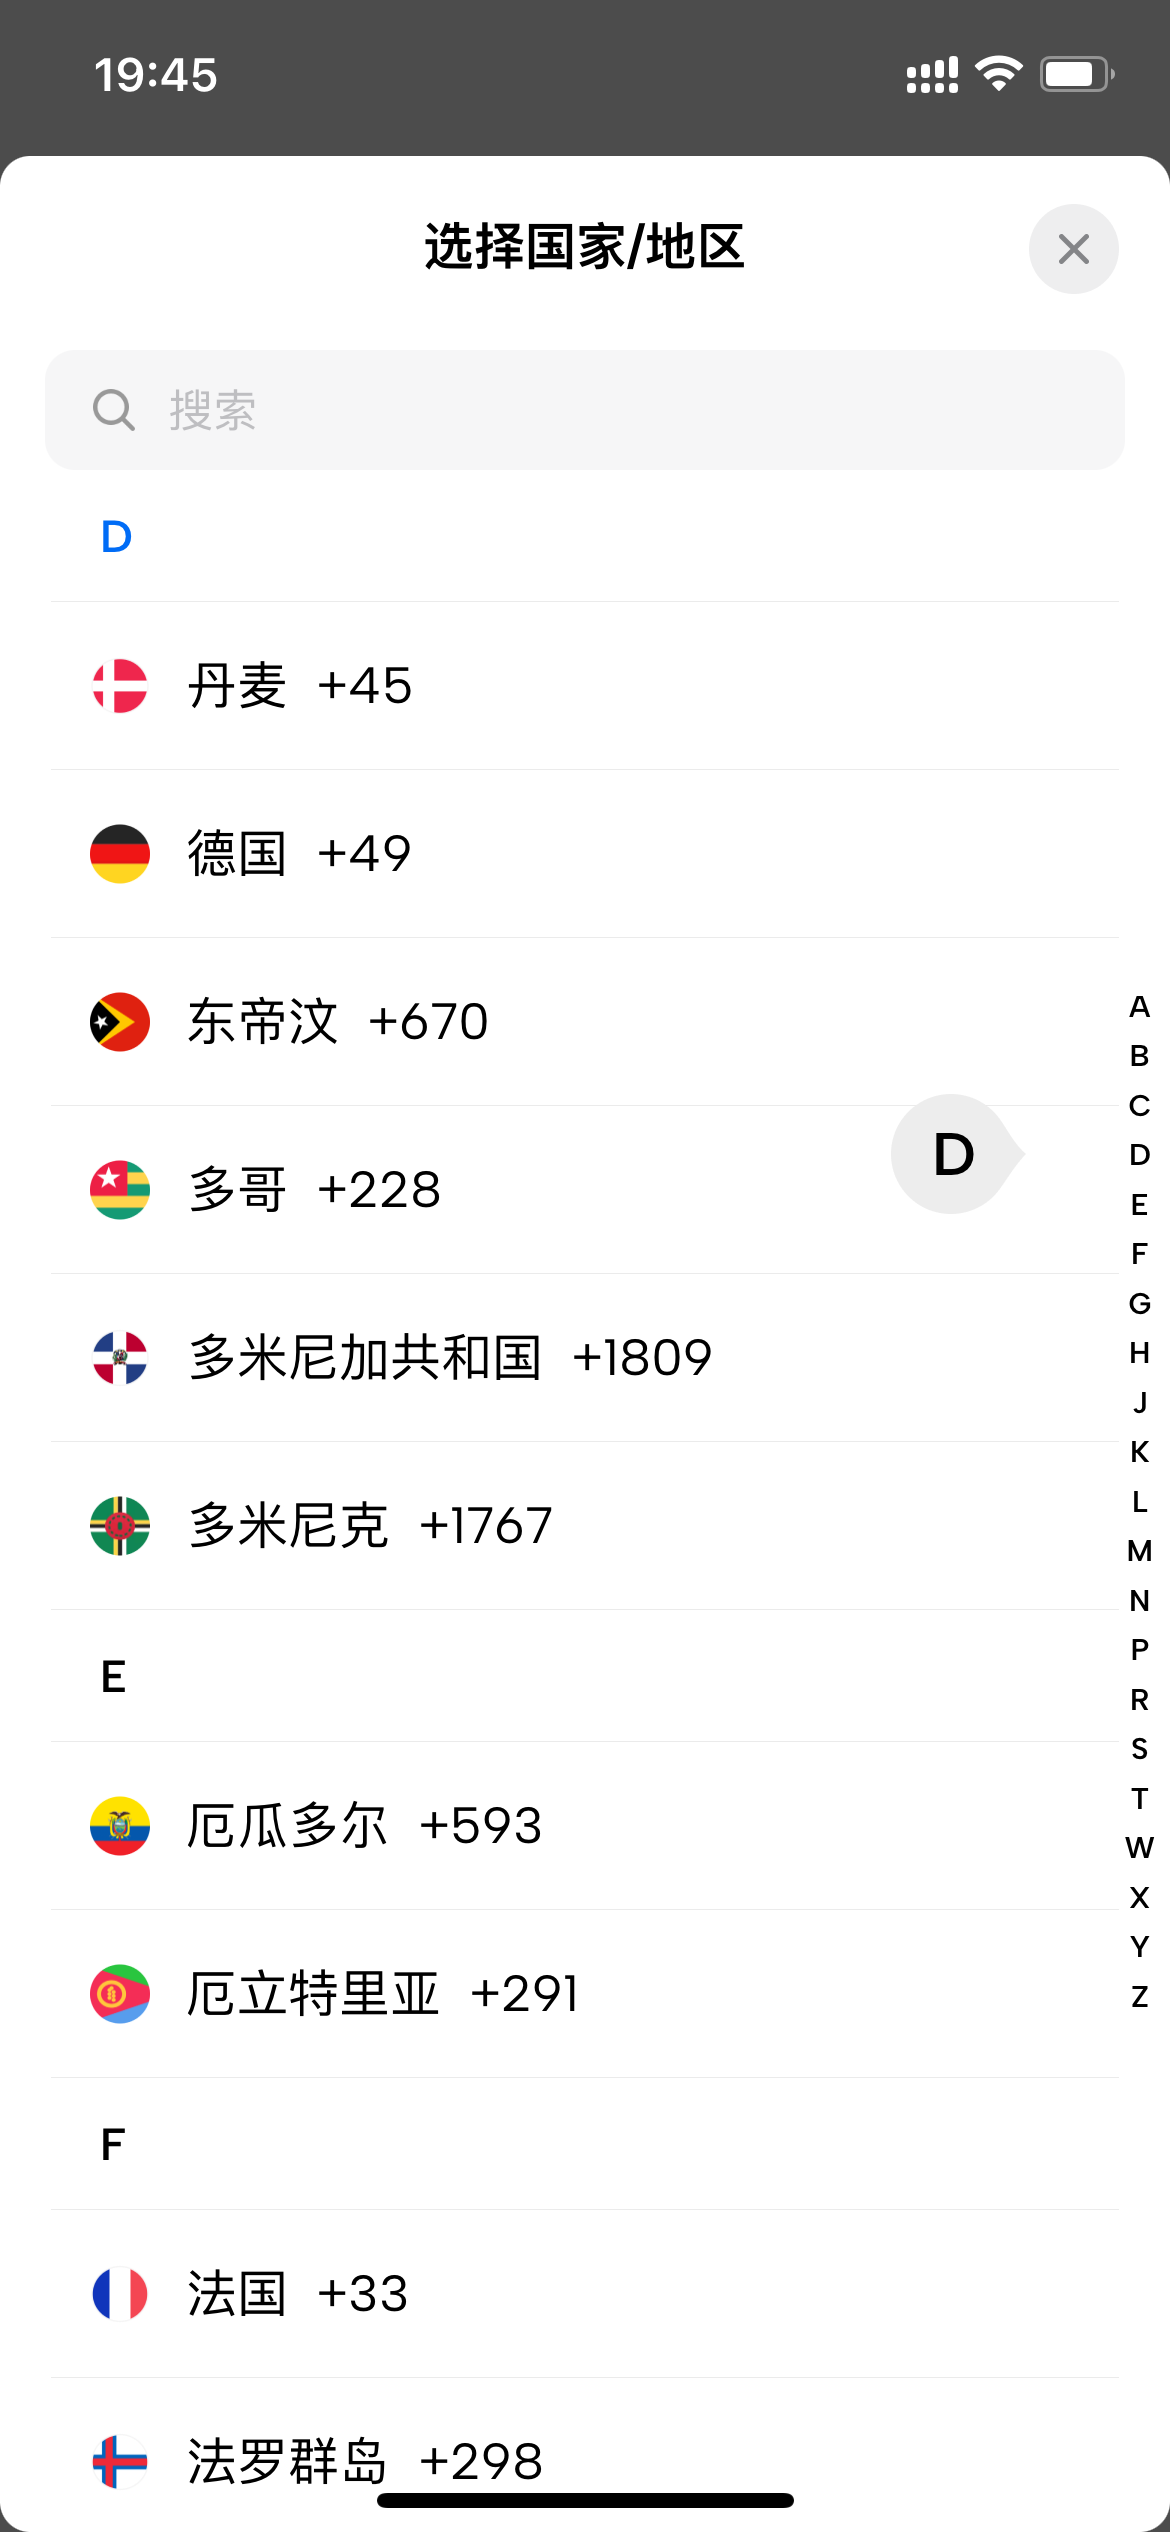 19:45
选择国家/地区
搜索
D
丹麦 +45
德国 +49
东帝汶 +670
多哥 +228
多米尼加共和国 +1809
多米尼克 +1767
E
厄瓜多尔 +593
厄立特里亚 +291
F
法国 +33
法罗群岛 +298
D
A
B
C
D
E
F
G
H
J
K
L
M
N
P
R
S
T
W
X
Y
Z